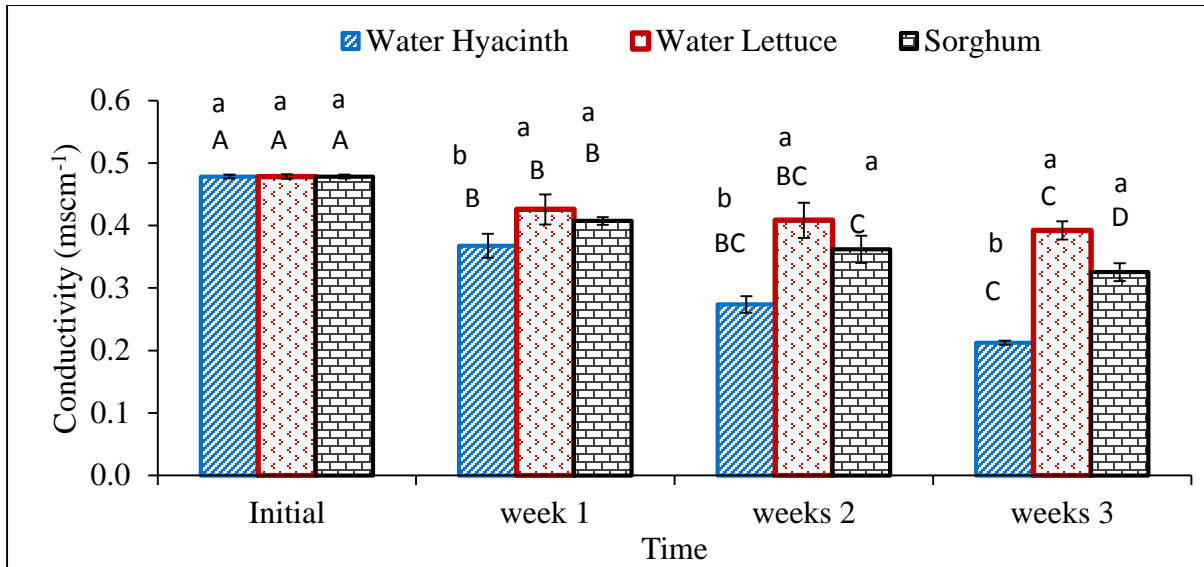 Water Hyacinth Water Lettuce Sorghum
Conductivity (mscm⁻¹)
0.6
0.5
0.4
0.3
0.2
0.1
0.0
a a a
A A A
b a a
B B B
b a a
BC BC C
b a a
C C D
Initial week 1 weeks 2 weeks 3
Time